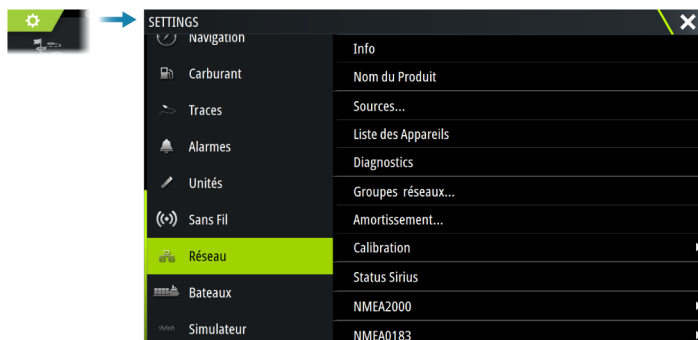 SETTINGS
Navigation
Carburant
Traces
Alarmes
Unités
Sans Fil
Réseau
Bateaux
Simulateur
Info
Nom du Produit
Sources...
Liste des Appareils
Diagnostics
Groupes réseaux...
Amortissement...
Calibration
Status Sirius
NMEA2000
NMEA0183